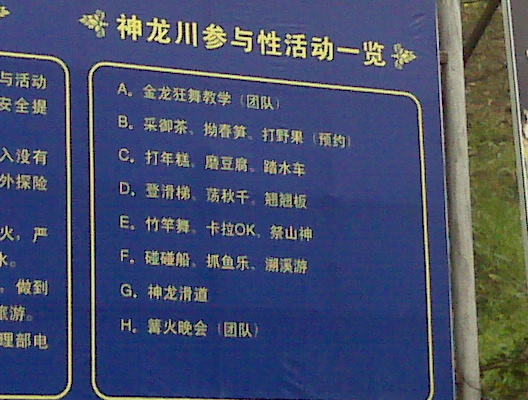 神龙川参与性活动一览
与活动
安全提
入没有
外探险
火，严
水。
，做到
旅游。
理部电
A。金龙狂舞教学（团队）
B。采御茶、拗春笋、打野果（预约）
C。打年糕、磨豆腐、踏水车
D。登滑梯、荡秋千、翘翘板
E。竹竿舞、卡拉OK、祭山神
F。碰碰船、抓鱼乐、溯溪游
G。神龙滑道
H。篝火晚会（团队）